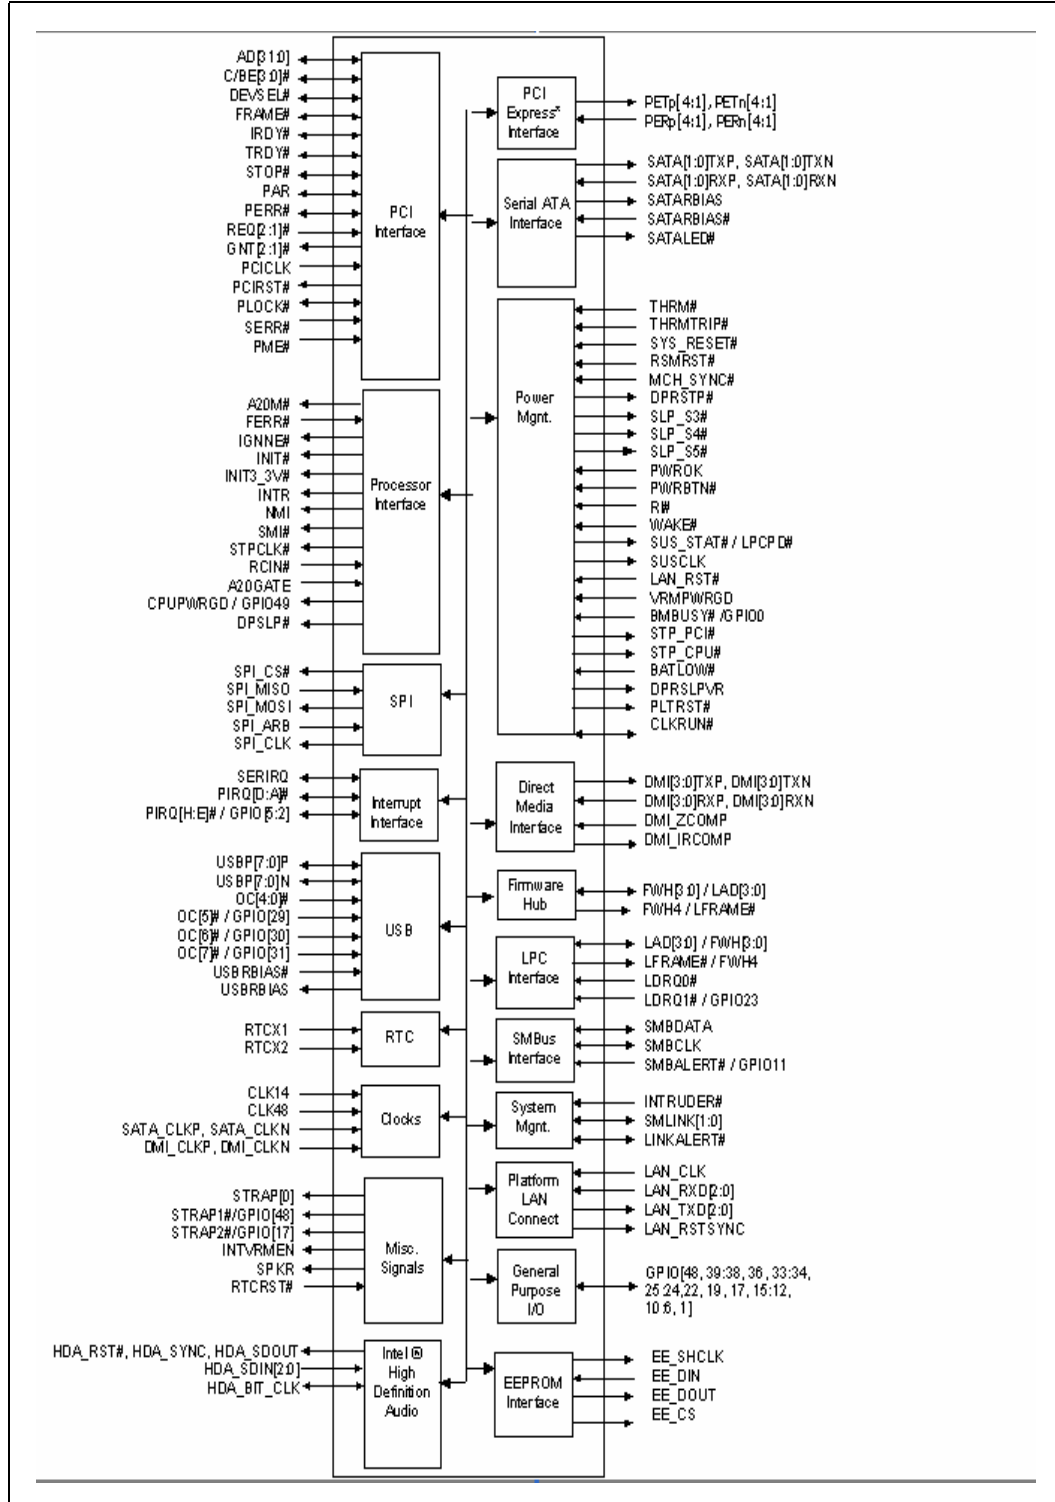 AD[31:0]
C/BE[3:0]#
DEVSEL#
FRAME#
IRDY#
TRDY#
STOP#
PAR
PERR#
REQ[2:1]#
GNT[2:1]#
PCICLK
PCIRST#
PLOCK#
SERR#
PME#
PCI
Interface
A20M#
FERR#
IGNNE#
INIT#
INIT3_3V#
INTR
NMI
SMI#
STPCLK#
RCIN#
A20GATE
CPUPWRGD / GPIO49
DPSLP#
Processor
Interface
SPI_CS#
SPI_MISO
SPI_MOSI
SPI_ARB
SPI_CLK
SPI
SERIRQ
PIRQ[D:A]#
PIRQ[H:E]# / GPIO[5:2]
Interrupt
Interface
USBP[7:0]P
USBP[7:0]N
OC[4:0]#
OC[5]# / GPIO[29]
OC[6]# / GPIO[30]
OC[7]# / GPIO[31]
USBRBIAS#
USBRBIAS
USB
RTCX1
RTCX2
RTC
CLK14
CLK48
SATA_CLKP, SATA_CLKN
DMI_CLKP, DMI_CLKN
Clocks
STRAP[0]
STRAP1#/GPIO[48]
STRAP2#/GPIO[17]
INTVRMEN
SPKR
RTCRST#
Misc.
Signals
HDA_RST#, HDA_SYNC, HDA_SDOUT
HDA_SDIN[2:0]
HDA_BIT_CLK
Intel ®
High
Definition
Audio
PCI
Express*
Interface
PETp[4:1], PETn[4:1]
PERp[4:1], PERn[4:1]
Serial ATA
Interface
SATA[1:0]TXP, SATA[1:0]TXN
SATA[1:0]RXP, SATA[1:0]RXN
SATARBIAS
SATARBIAS#
SATALED#
Power
Mgnt.
THRM#
THRMTRIP#
SYS_RESET#
RSMRST#
MCH_SYNC#
DPRSTP#
SLP_S3#
SLP_S4#
SLP_S5#
PWROK
PWRBTN#
RI#
WAKE#
SUS_STAT# / LPCPD#
SUSCLK
LAN_RST#
VRMPWRGD
BMBUSY# /GPIO0
STP_PCI#
STP_CPU#
BATLOW#
DPRSLPVR
PLTRST#
CLKRUN#
Direct
Media
Interface
DMI[3:0]TXP, DMI[3:0]TXN
DMI[3:0]RXP, DMI[3:0]RXN
DMI_ZCOMP
DMI_IRCOMP
Firmware
Hub
FWH[3:0] / LAD[3:0]
FWH4 / LFRAME#
LPC
Interface
LAD[3:0] / FWH[3:0]
LFRAME# / FWH4
LDRQ0#
LDRQ1# / GPIO23
SMBus
Interface
SMBDATA
SMBCLK
SMBALERT# / GPIO11
System
Mgnt.
INTRUDER#
SMLINK[1:0]
LINKALERT#
Platform
LAN
Connect
LAN_CLK
LAN_RXD[2:0]
LAN_TXD[2:0]
LAN_RSTSYNC
General
Purpose
I/O
GPIO[48, 39:38, 36, 33:34,
25:24,22, 19, 17, 15:12,
10:6, 1]
EEPROM
Interface
EE_SHCLK
EE_DIN
EE_DOUT
EE_CS